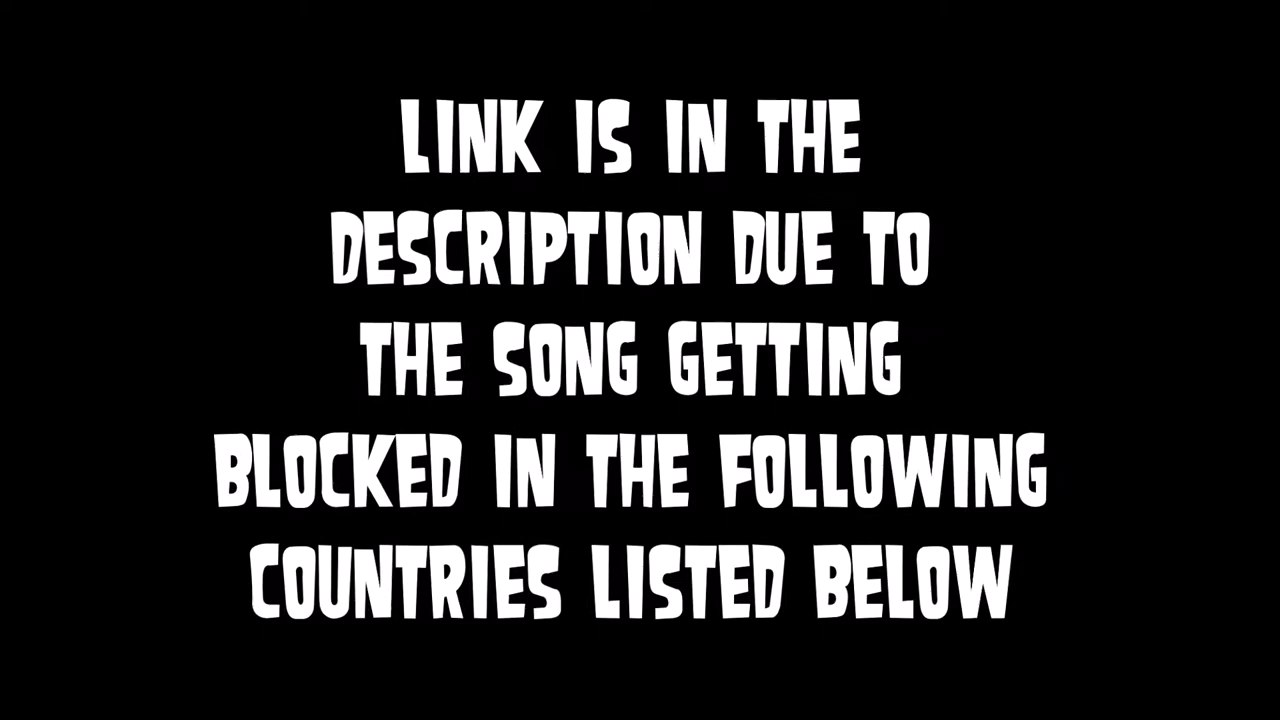 LINK IS IN THE
DESCRIPTION DUE TO
THE SONG GETTING
BLOCKED IN THE FOLLOWING
COUNTRIES LISTED BELOW